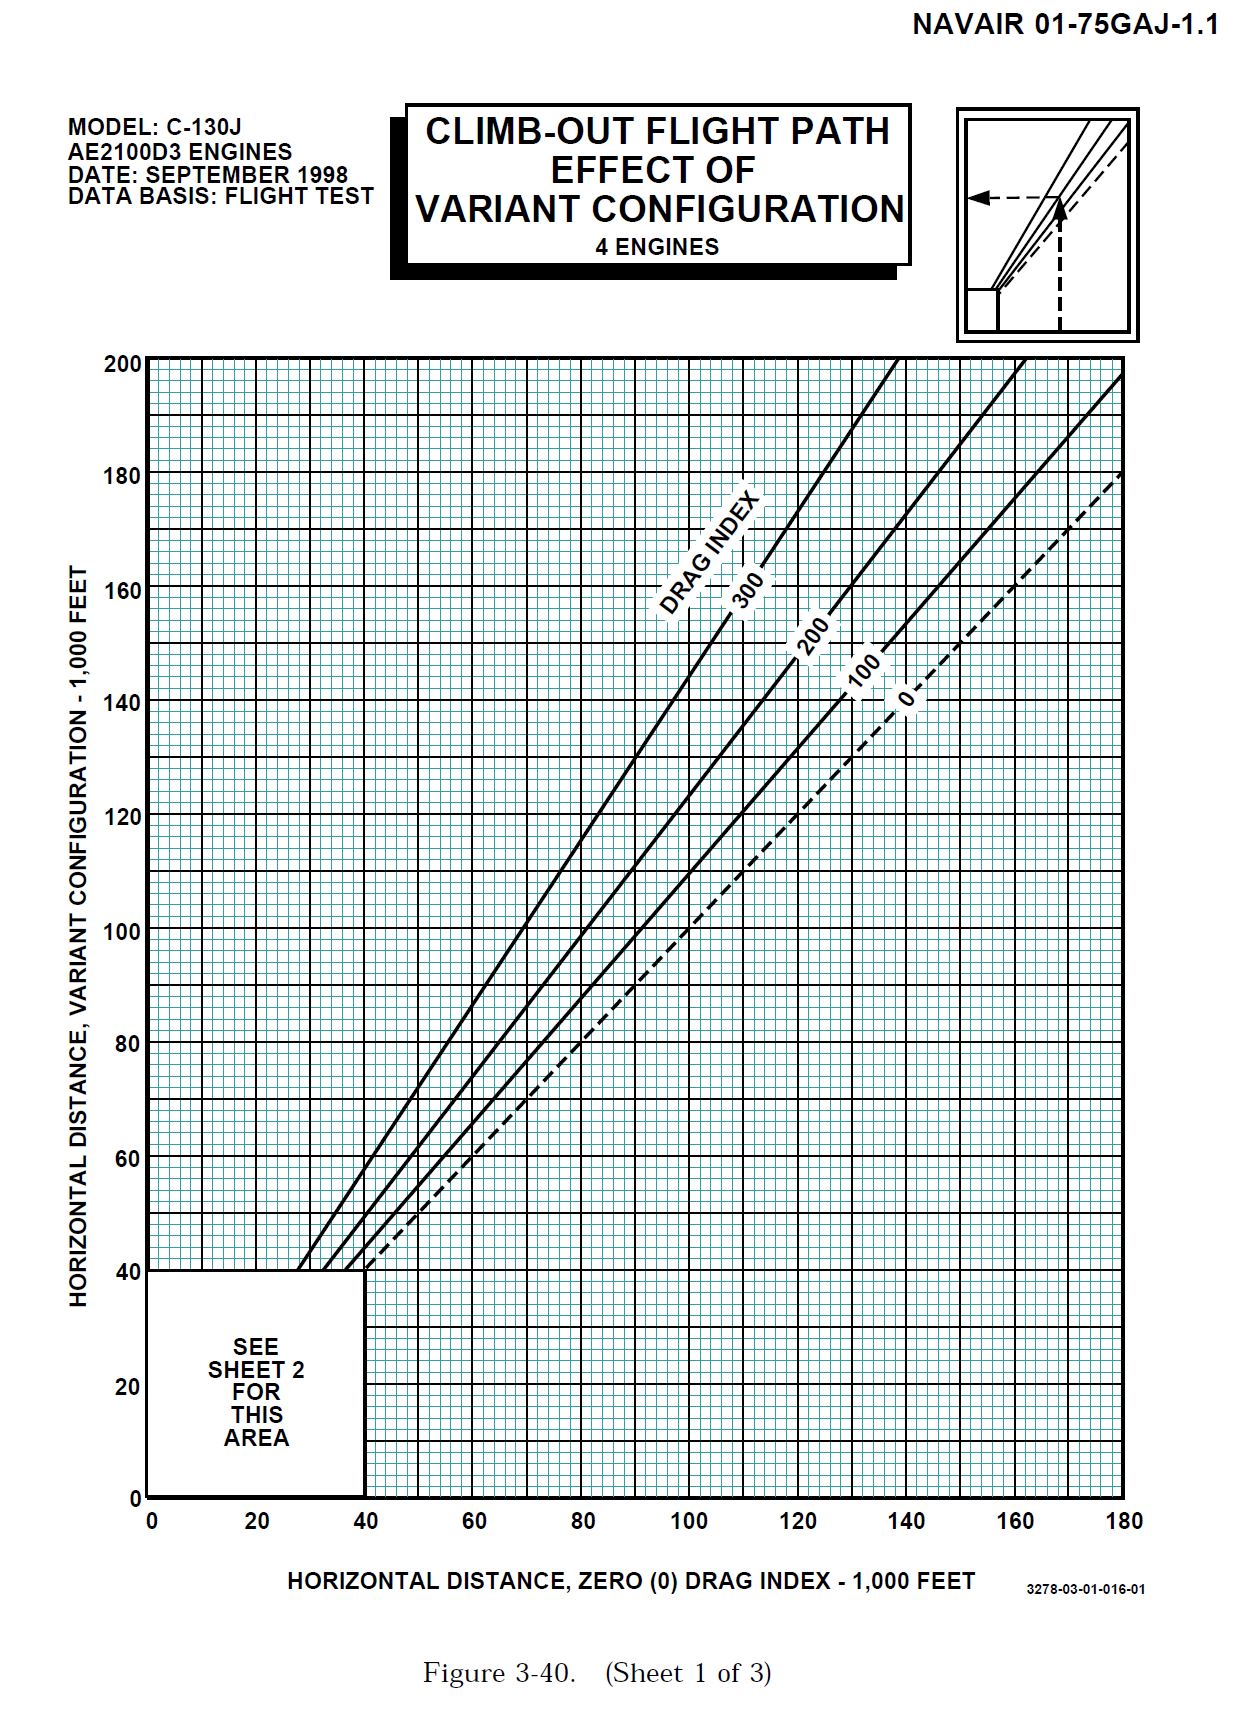 NAVAIR 01-75GAJ-1.1
MODEL: C-130J
AE2100D3 ENGINES
DATE: SEPTEMBER 1998
DATA BASIS: FLIGHT TEST
CLIMB-OUT FLIGHT PATH
EFFECT OF
VARIANT CONFIGURATION
4 ENGINES
HORIZONTAL DISTANCE, VARIANT CONFIGURATION - 1,000 FEET
200
180
160
140
120
100
80
60
40
20
0
DRAG INDEX
300
200
100
0
SEE
SHEET 2
FOR
THIS
AREA
0 20 40 60 80 100 120 140 160 180
HORIZONTAL DISTANCE, ZERO (0) DRAG INDEX - 1,000 FEET
3278-03-01-016-01
Figure 3-40. (Sheet 1 of 3)